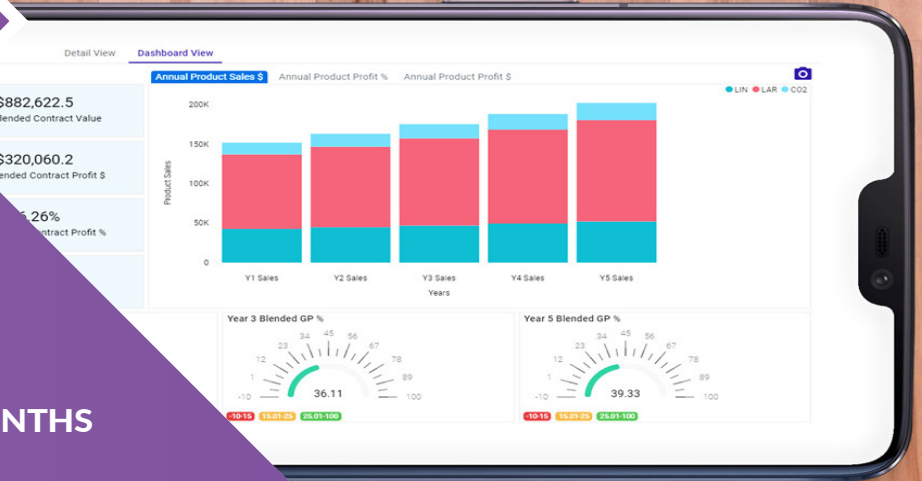 Detail View Dashboard View
$882,622.5
lended Contract Value
$320,060.2
ended Contract Profit $
6.26%
ntract Profit %
Annual Product Sales $ Annual Product Profit % Annual Product Profit $
LIN LAR CO2
200K
150K
100K
50K
0
Product Sales
Y1 Sales Y2 Sales Y3 Sales Y4 Sales Y5 Sales
Years
Year 3 Blended GP %
-10 1 12 23 34 45 56 67 78 89 100
36.11
-10-15 15.01-25 25.01-100
Year 5 Blended GP %
-10 1 12 23 34 45 56 67 78 89 100
39.33
-10-15 15.01-25 25.01-100
NTHS